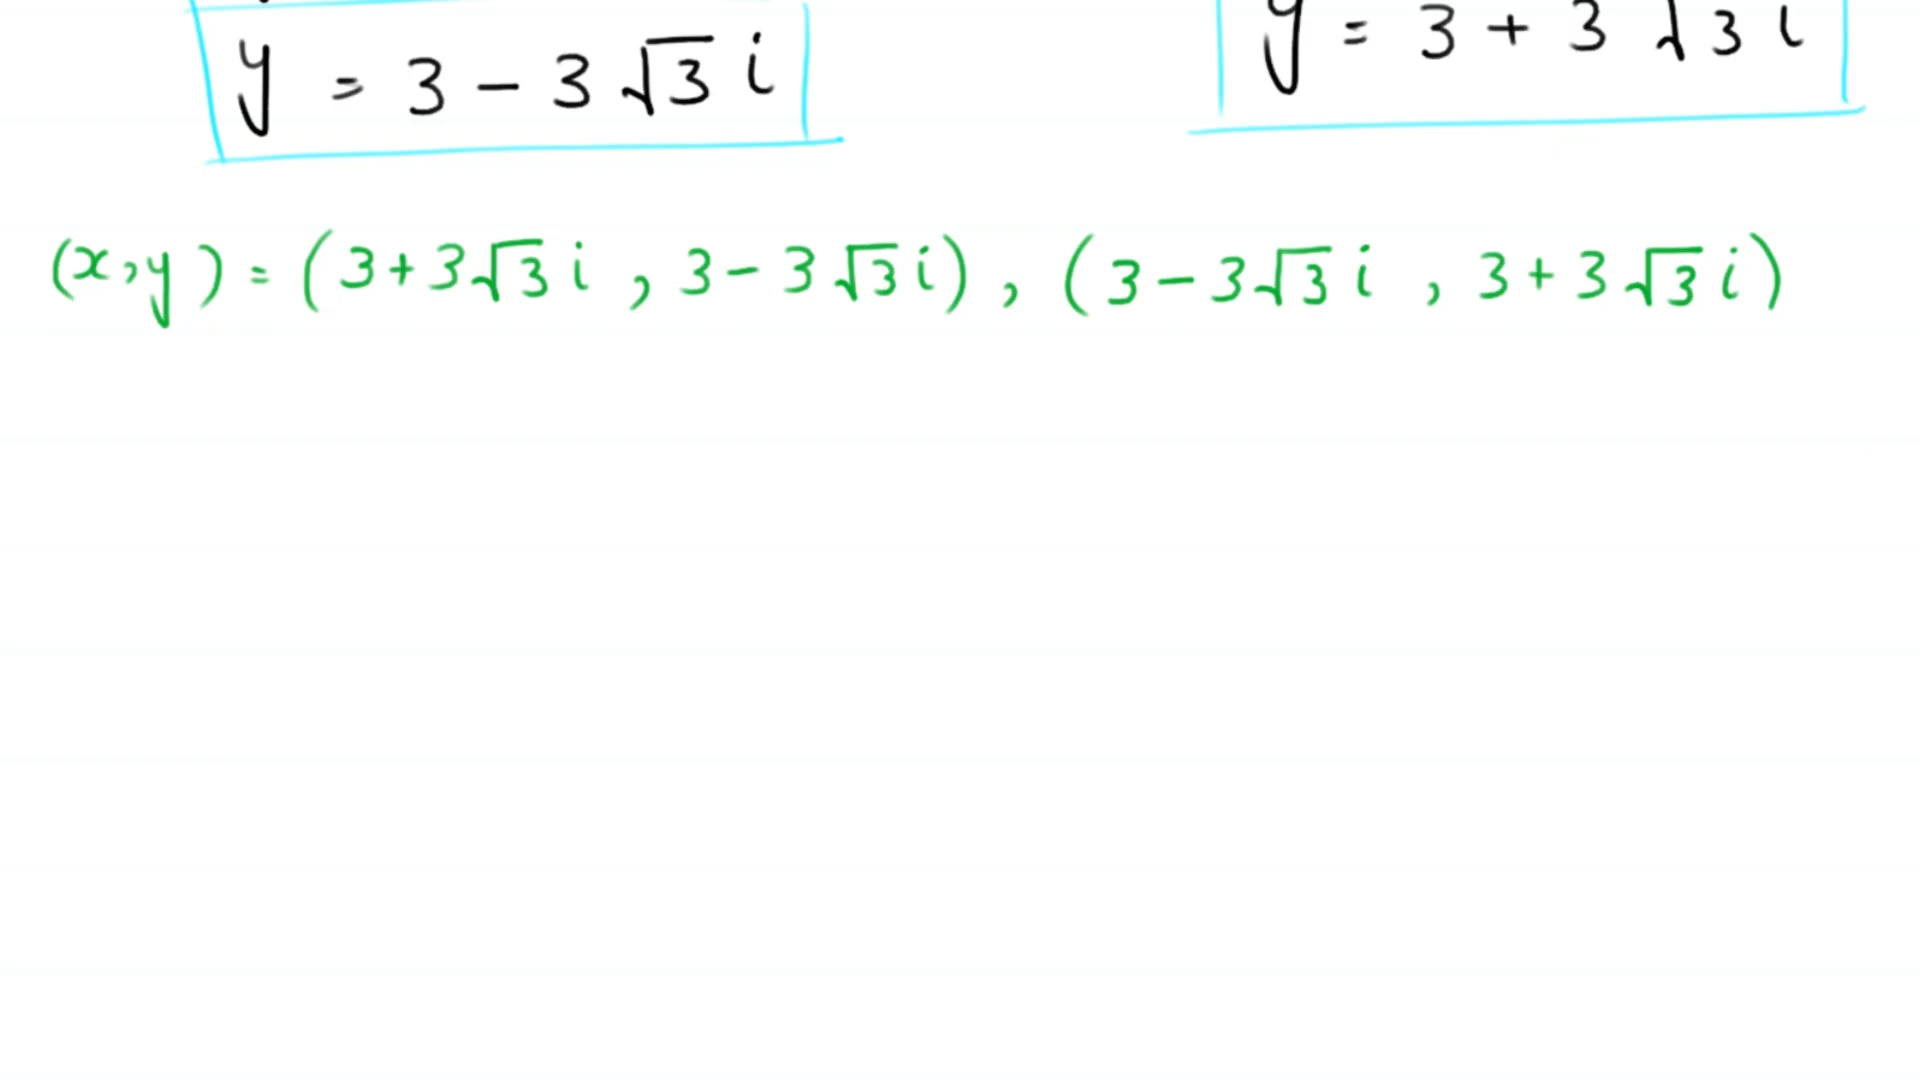 y = 3 - 3√3 i
y = 3 + 3√3 i
(x,y) = (3+3√3 i , 3-3√3 i) , (3-3√3 i , 3+3√3 i)